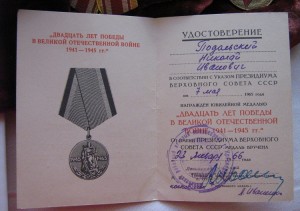 "ДВАДЦАТЬ ЛЕТ ПОБЕДЫ
В ВЕЛИКОЙ ОТЕЧЕСТВЕННОЙ ВОЙНЕ
1941—1945 гг."
УДОСТОВЕРЕНИЕ
Подольский
Николай
Иванович
В СООТВЕТСТВИИ С УКАЗОМ ПРЕЗИДИУМА
ВЕРХОВНОГО СОВЕТА СССР
от 7 мая 1965 года
НАГРАЖДЕН ЮБИЛЕЙНОЙ МЕДАЛЬЮ
"ДВАДЦАТЬ ЛЕТ ПОБЕДЫ
В ВЕЛИКОЙ ОТЕЧЕСТВЕННОЙ
ВОЙНЕ 1941—1945 гг."
ОТ ИМЕНИ ПРЕЗИДИУМА ВЕРХОВНОГО
СОВЕТА СССР МЕДАЛЬ ВРУЧЕНА
66